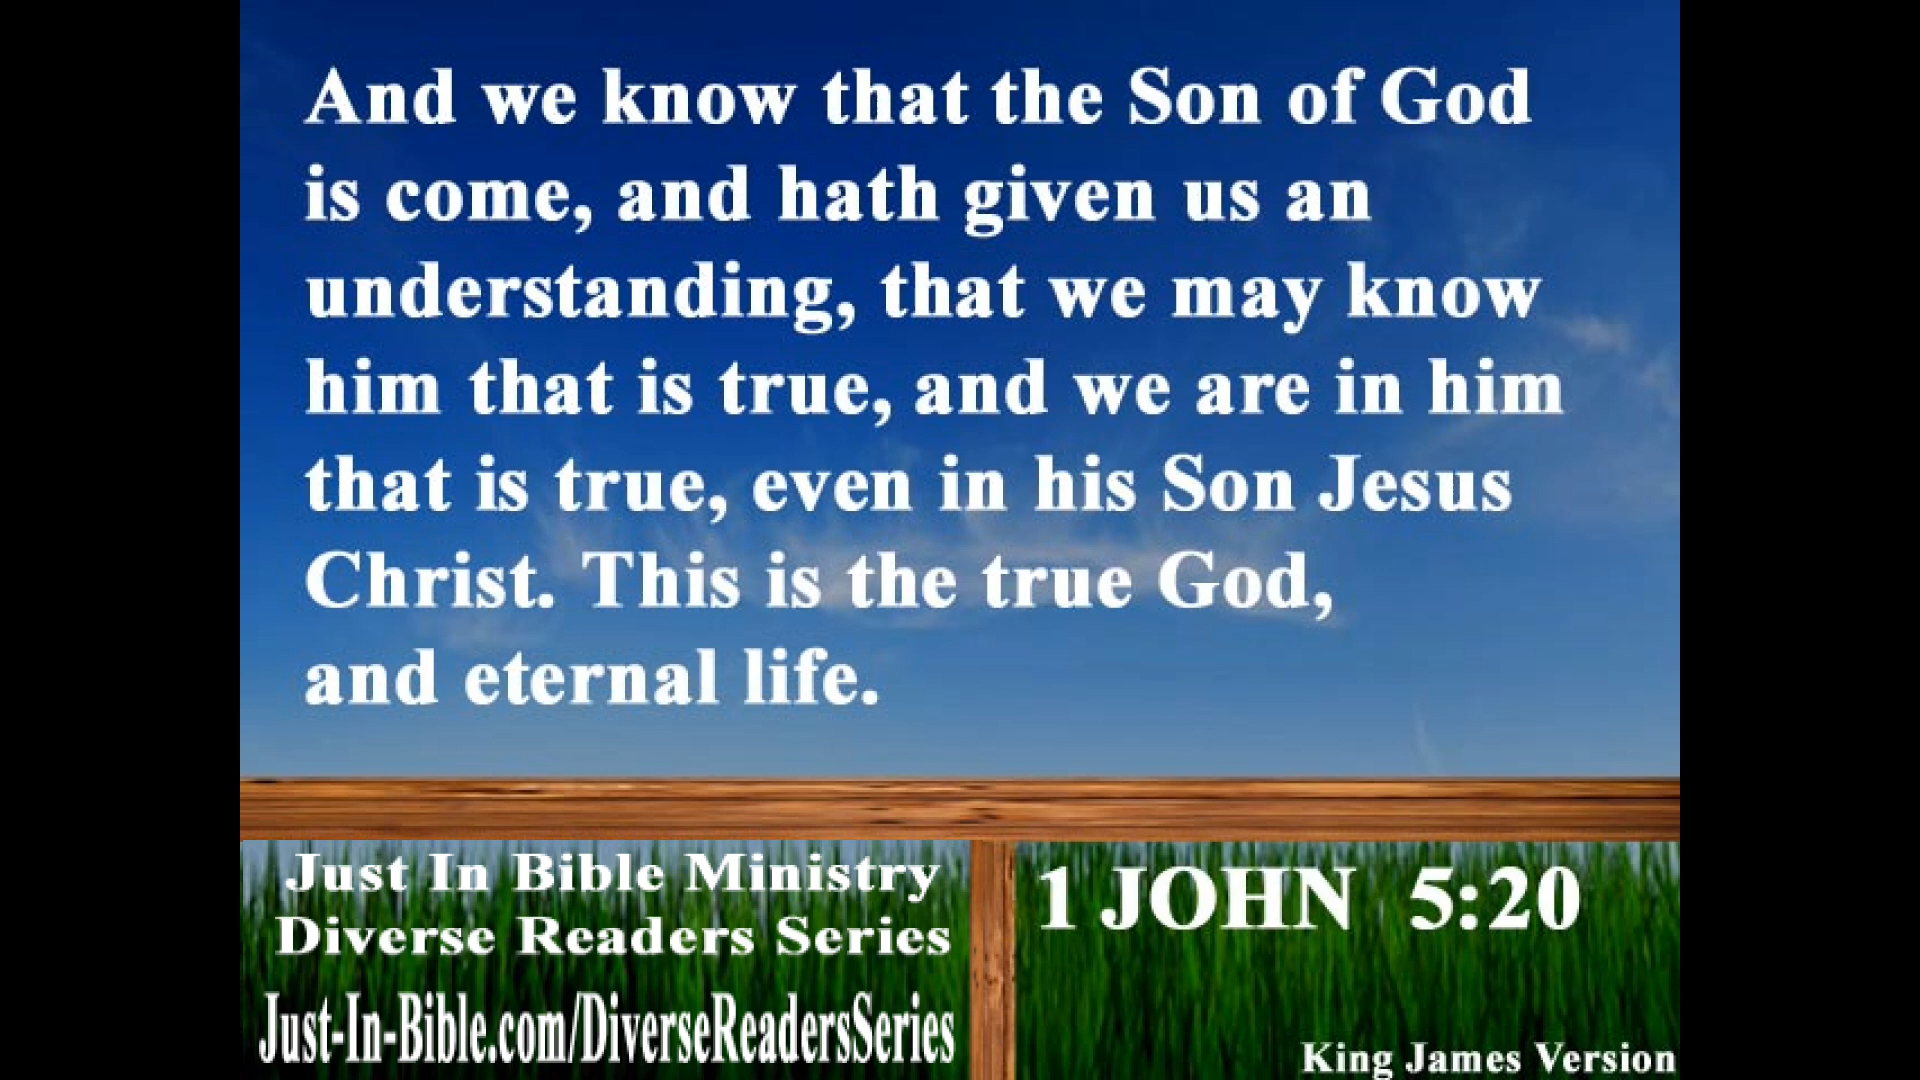 And we know that the Son of God
is come, and hath given us an
understanding, that we may know
him that is true, and we are in him
that is true, even in his Son Jesus
Christ. This is the true God,
and eternal life.
Just In Bible Ministry
Diverse Readers Series
Just-In-Bible.com/DiverseReadersSeries
1 JOHN 5:20
King James Version